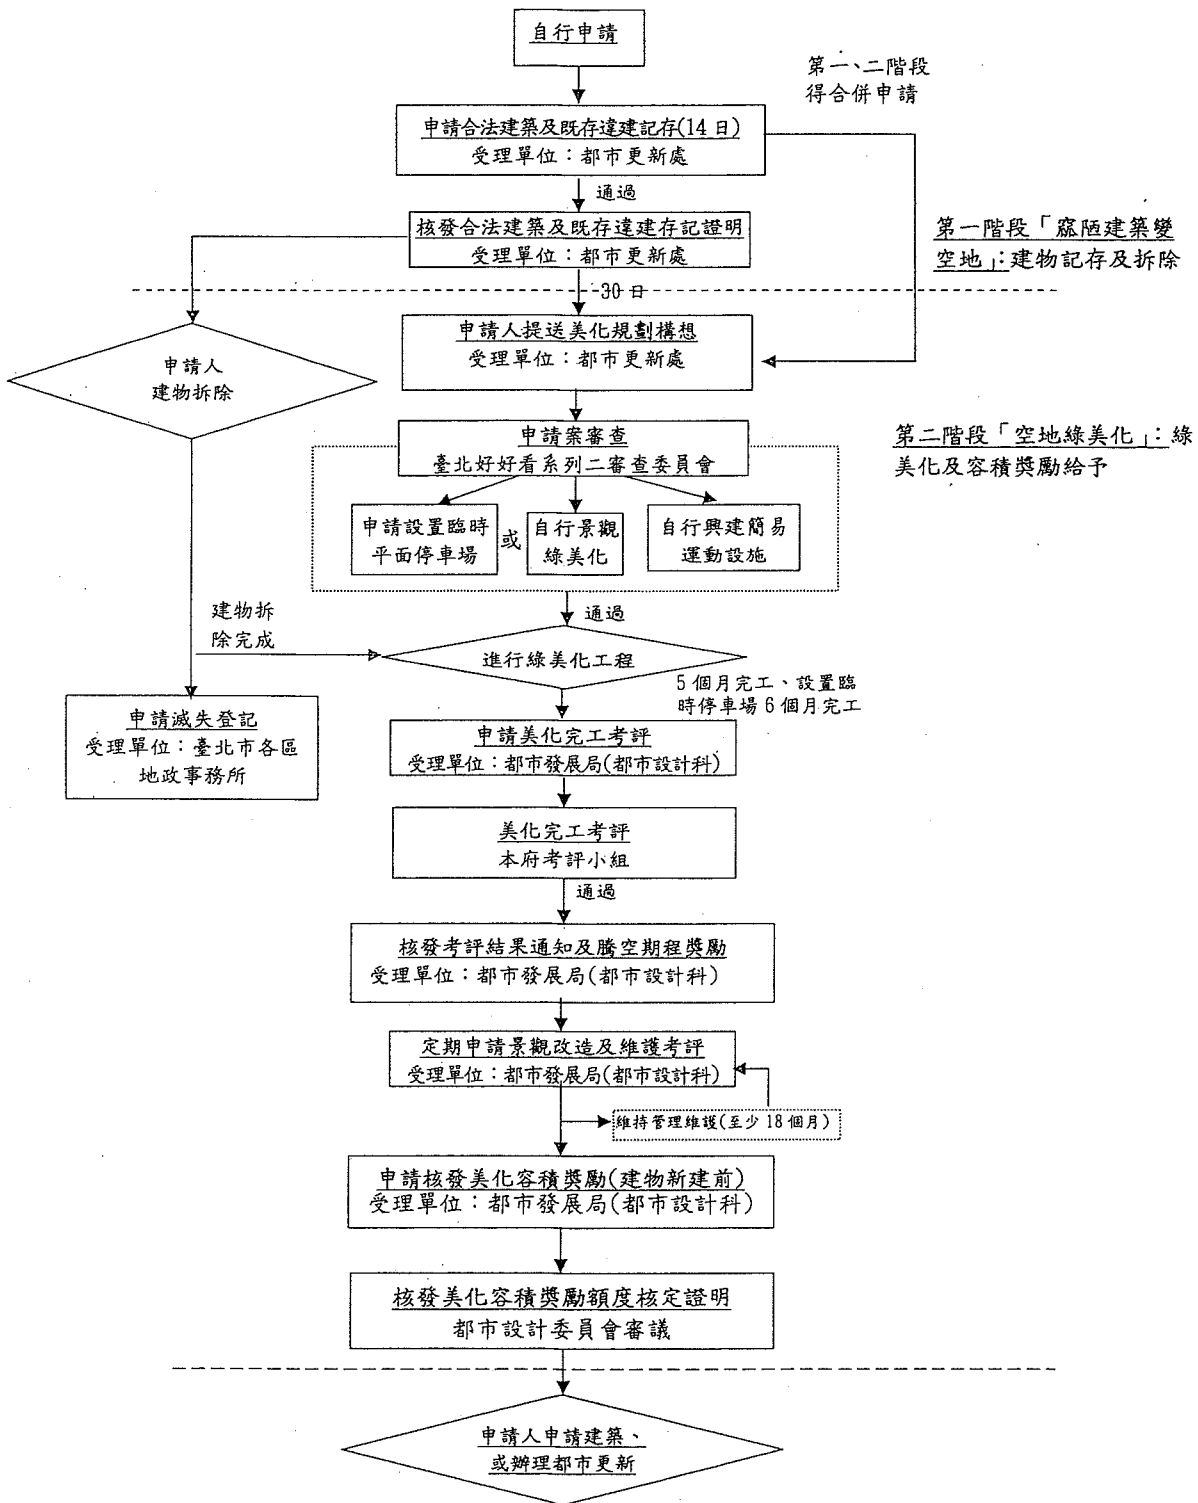 自行申請
第一、二階段
得合併申請
申請合法建築及既存違建記存(14日)
受理單位：都市更新處
通過
核發合法建築及既存違建存記證明
受理單位：都市更新處
第一階段「窳陋建築變
空地」：建物記存及拆除
30日
申請人提送美化規劃構想
受理單位：都市更新處
申請人
建物拆除
申請案審查
臺北好好看系列二審查委員會
第二階段「空地綠美化」：綠
美化及容積獎勵給予
申請設置臨時
平面停車場
或
自行景觀
綠美化
自行興建簡易
運動設施
通過
建物拆
除完成
進行綠美化工程
5個月完工、設置臨
時停車場6個月完工
申請滅失登記
受理單位：臺北市各區
地政事務所
申請美化完工考評
受理單位：都市發展局(都市設計科)
美化完工考評
本府考評小組
通過
核發考評結果通知及騰空期程獎勵
受理單位：都市發展局(都市設計科)
定期申請景觀改造及維護考評
受理單位：都市發展局(都市設計科)
維持管理維護(至少18個月)
申請核發美化容積獎勵(建物新建前)
受理單位：都市發展局(都市設計科)
核發美化容積獎勵額度核定證明
都市設計委員會審議
申請人申請建築、
或辦理都市更新